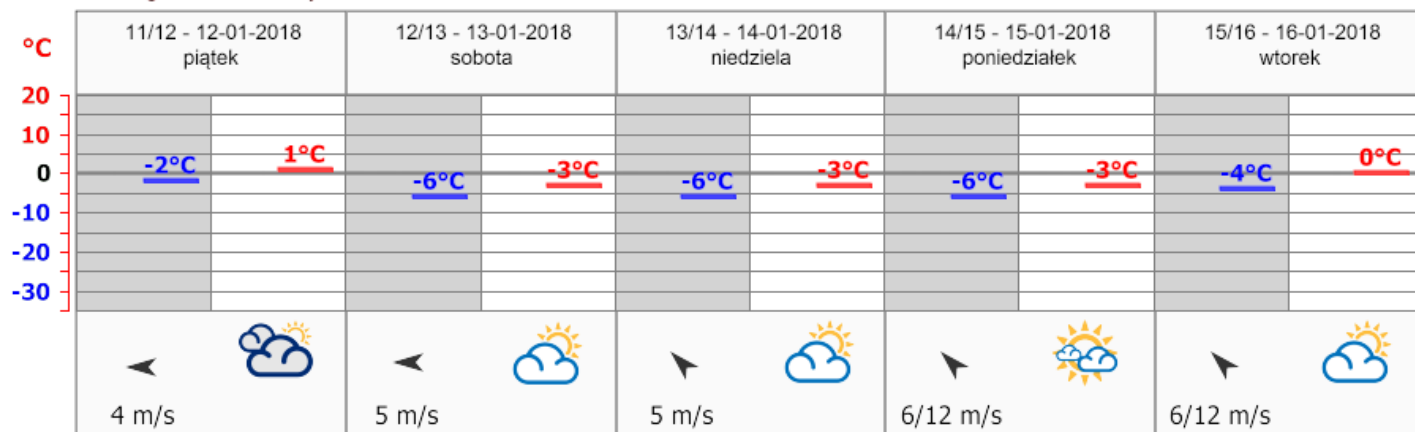 11/12 - 12-01-2018
piątek
12/13 - 13-01-2018
sobota
13/14 - 14-01-2018
niedziela
14/15 - 15-01-2018
poniedziałek
15/16 - 16-01-2018
wtorek
°C
20
10
0
-10
-20
-30
-2°C
1°C
-6°C
-3°C
-6°C
-3°C
-6°C
-3°C
-4°C
0°C
4 m/s
5 m/s
5 m/s
6/12 m/s
6/12 m/s